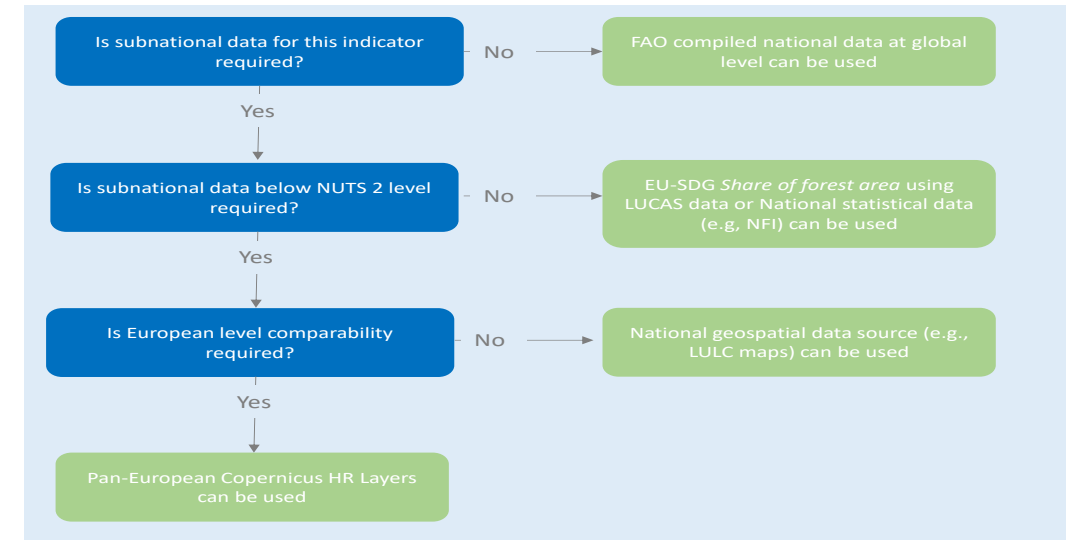 Is subnational data for this indicator
required?
No
FAO compiled national data at global
level can be used
Yes
Is subnational data below NUTS 2 level
required?
No
EU-SDG Share of forest area using
LUCAS data or National statistical data
(e.g, NFI) can be used
Yes
Is European level comparability
required?
No
National geospatial data source (e.g.,
LULC maps) can be used
Yes
Pan-European Copernicus HR Layers
can be used